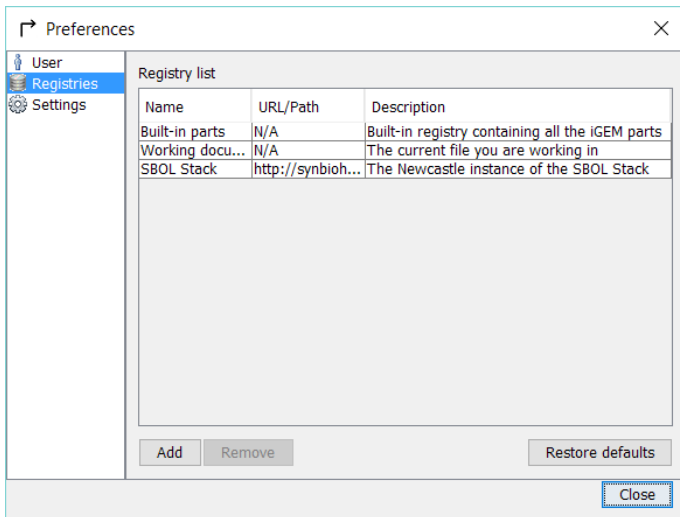 Preferences
User
Registries
Settings
Registry list
Name URL/Path Description
Built-in parts N/A Built-in registry containing all the iGEM parts
Working docu... N/A The current file you are working in
SBOL Stack http://synbioh... The Newcastle instance of the SBOL Stack
Add Remove Restore defaults
Close